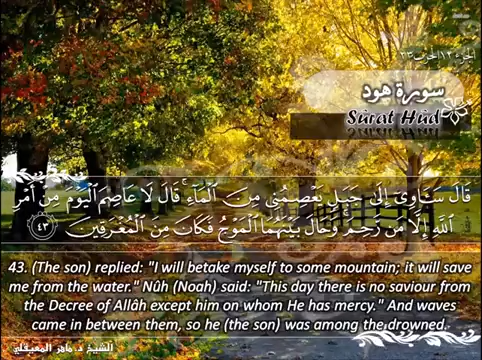 الجزء ١٢ الحزب ٢٣
سورة هود
Sûrat Hûd
قَالَ سَـَٔاوِىٓ إِلَىٰ جَبَلٍ يَعْصِمُنِى مِنَ ٱلْمَآءِ ۚ قَالَ لَا عَاصِمَ ٱلْيَوْمَ مِنْ أَمْرِ
ٱللَّهِ إِلَّا مَن رَّحِمَ ۚ وَحَالَ بَيْنَهُمَا ٱلْمَوْجُ فَكَانَ مِنَ ٱلْمُغْرَقِينَ ٤٣
43. (The son) replied: "I will betake myself to some mountain; it will save
me from the water." Nûh (Noah) said: "This day there is no saviour from
the Decree of Allâh except him on whom He has mercy." And waves
came in between them, so he (the son) was among the drowned.
الشيخ د. ماهر المعيقلي